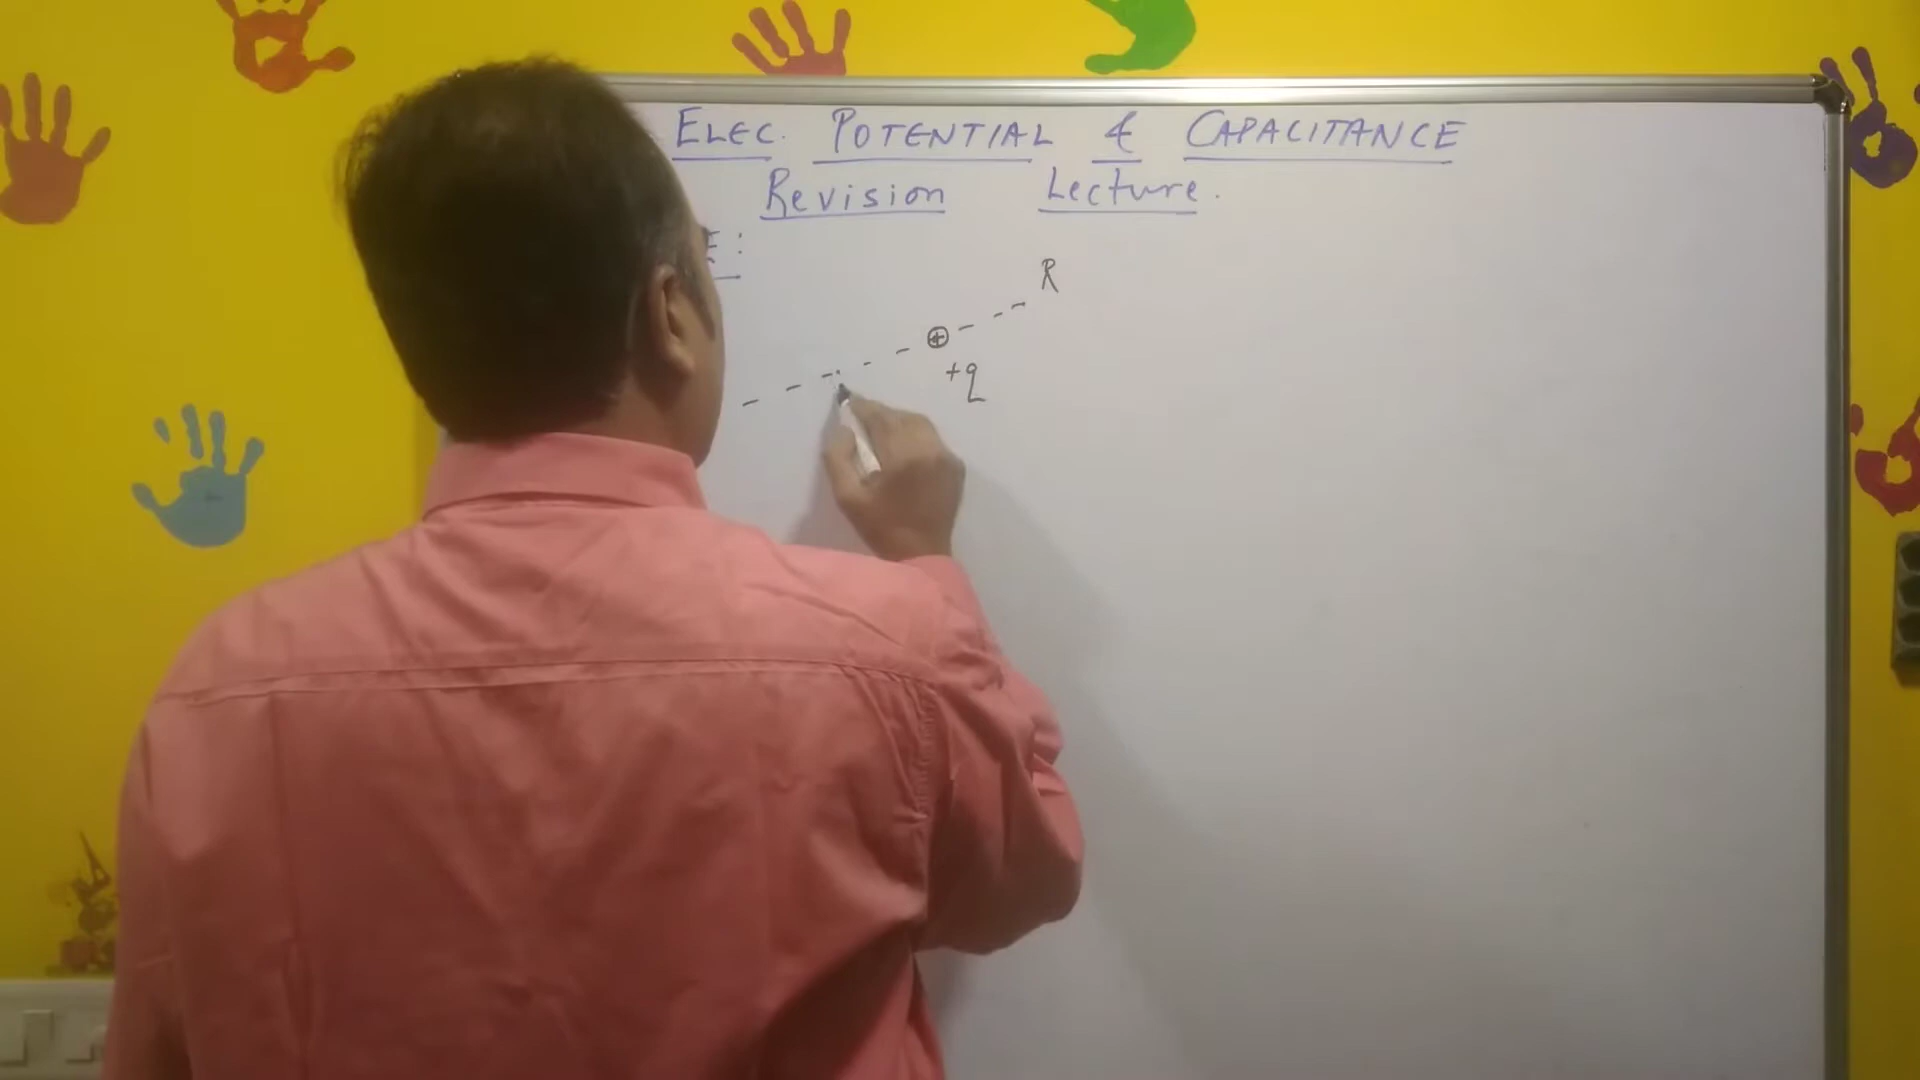 ELEC. POTENTIAL & CAPACITANCE
Revision Lecture.
E:
R
+q